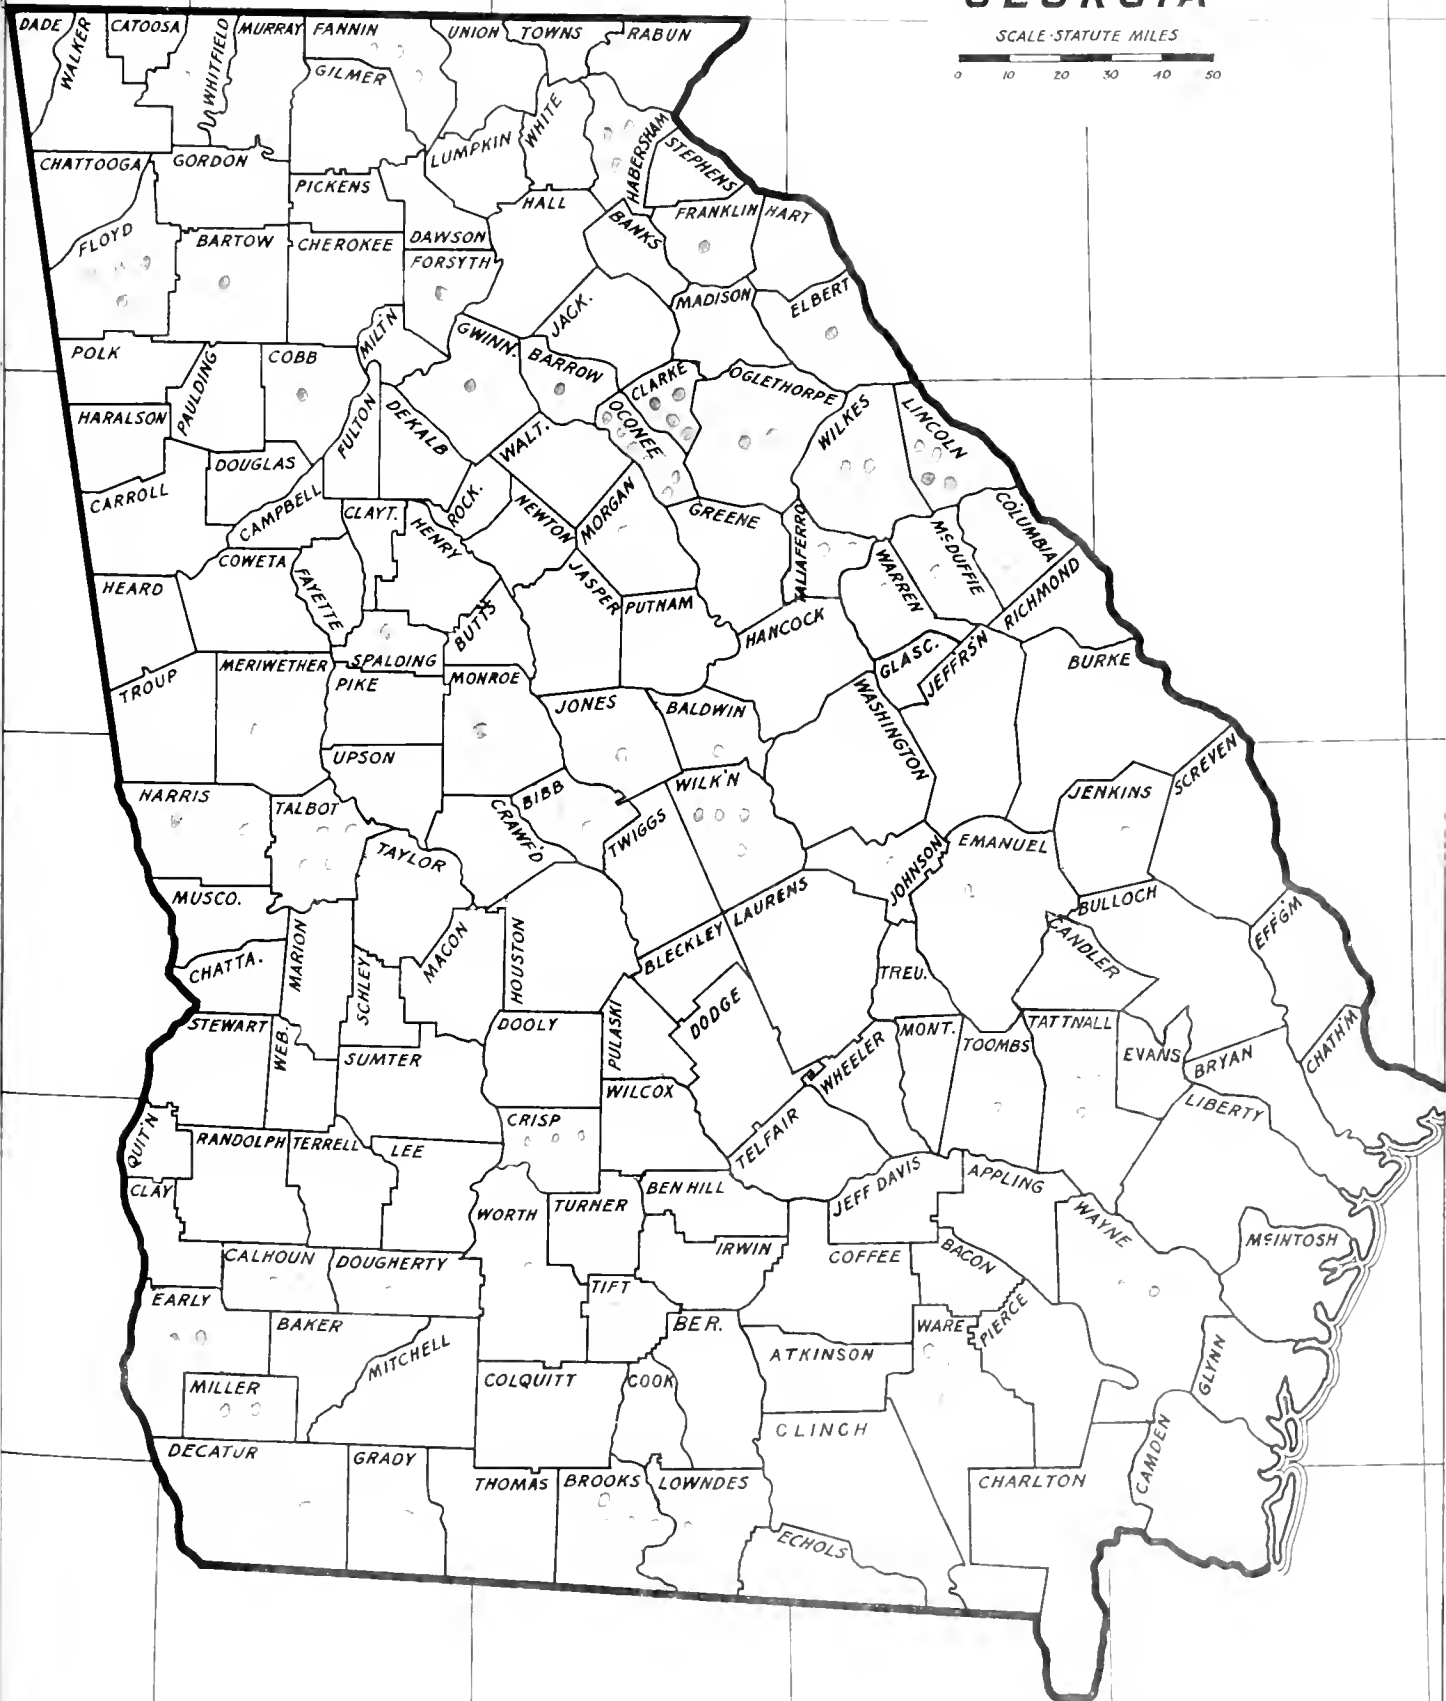 GEORGIA
SCALE·STATUTE MILES
0 10 20 30 40 50
DADE
WALKER
CATOOSA
WHITFIELD
MURRAY
FANNIN
UNION
TOWNS
RABUN
GILMER
LUMPKIN
WHITE
HABERSHAM
STEPHENS
CHATTOOGA
GORDON
PICKENS
HALL
BANKS
FRANKLIN
HART
FLOYD
BARTOW
CHEROKEE
DAWSON
FORSYTH
JACK.
MADISON
ELBERT
POLK
PAULDING
COBB
MILT'N
GWINN.
BARROW
CLARKE
OGLETHORPE
WILKES
LINCOLN
HARALSON
FULTON
DEKALB
WALT.
OCONEE
CARROLL
DOUGLAS
CAMPBELL
CLAYT.
HENRY
ROCK.
NEWTON
MORGAN
GREENE
TALIAFERRO
WARREN
McDUFFIE
COLUMBIA
RICHMOND
HEARD
COWETA
FAYETTE
BUTTS
JASPER
PUTNAM
HANCOCK
GLASC.
JEFFRS'N
BURKE
TROUP
MERIWETHER
SPALDING
PIKE
MONROE
JONES
BALDWIN
WASHINGTON
UPSON
HARRIS
TALBOT
CRAWF'D
BIBB
TWIGGS
WILK'N
JENKINS
SCREVEN
TAYLOR
JOHNSON
EMANUEL
MUSCO.
LAURENS
BULLOCH
EFF'G'M
CHATTA.
MARION
SCHLEY
MACON
HOUSTON
BLECKLEY
TREU.
CANDLER
STEWART
WEB.
SUMTER
DOOLY
PULASKI
DODGE
WHEELER
MONT.
TOOMBS
TATTNALL
EVANS
BRYAN
CHATH'M
WILCOX
LIBERTY
QUIT'N
RANDOLPH
TERRELL
LEE
CRISP
TELFAIR
CLAY
WORTH
TURNER
BEN HILL
JEFF DAVIS
APPLING
WAYNE
McINTOSH
CALHOUN
DOUGHERTY
IRWIN
COFFEE
BACON
EARLY
BAKER
TIFT
BER.
WARE
PIERCE
MITCHELL
ATKINSON
GLYNN
MILLER
COLQUITT
COOK
CLINCH
CAMDEN
DECATUR
GRADY
THOMAS
BROOKS
LOWNDES
CHARLTON
ECHOLS